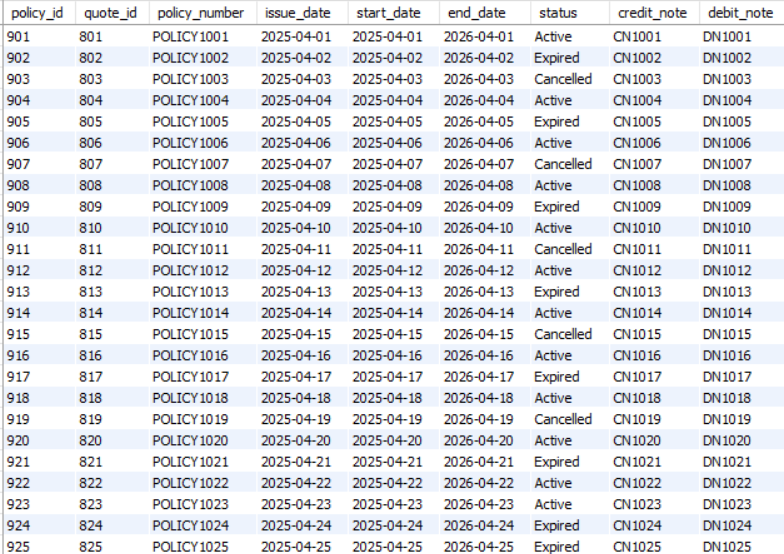 policy_id quote_id policy_number issue_date start_date end_date status credit_note debit_note
901 801 POLICY1001 2025-04-01 2025-04-01 2026-04-01 Active CN1001 DN1001
902 802 POLICY1002 2025-04-02 2025-04-02 2026-04-02 Expired CN1002 DN1002
903 803 POLICY1003 2025-04-03 2025-04-03 2026-04-03 Cancelled CN1003 DN1003
904 804 POLICY1004 2025-04-04 2025-04-04 2026-04-04 Active CN1004 DN1004
905 805 POLICY1005 2025-04-05 2025-04-05 2026-04-05 Expired CN1005 DN1005
906 806 POLICY1006 2025-04-06 2025-04-06 2026-04-06 Active CN1006 DN1006
907 807 POLICY1007 2025-04-07 2025-04-07 2026-04-07 Cancelled CN1007 DN1007
908 808 POLICY1008 2025-04-08 2025-04-08 2026-04-08 Active CN1008 DN1008
909 809 POLICY1009 2025-04-09 2025-04-09 2026-04-09 Expired CN1009 DN1009
910 810 POLICY1010 2025-04-10 2025-04-10 2026-04-10 Active CN1010 DN1010
911 811 POLICY1011 2025-04-11 2025-04-11 2026-04-11 Cancelled CN1011 DN1011
912 812 POLICY1012 2025-04-12 2025-04-12 2026-04-12 Active CN1012 DN1012
913 813 POLICY1013 2025-04-13 2025-04-13 2026-04-13 Expired CN1013 DN1013
914 814 POLICY1014 2025-04-14 2025-04-14 2026-04-14 Active CN1014 DN1014
915 815 POLICY1015 2025-04-15 2025-04-15 2026-04-15 Cancelled CN1015 DN1015
916 816 POLICY1016 2025-04-16 2025-04-16 2026-04-16 Active CN1016 DN1016
917 817 POLICY1017 2025-04-17 2025-04-17 2026-04-17 Expired CN1017 DN1017
918 818 POLICY1018 2025-04-18 2025-04-18 2026-04-18 Active CN1018 DN1018
919 819 POLICY1019 2025-04-19 2025-04-19 2026-04-19 Cancelled CN1019 DN1019
920 820 POLICY1020 2025-04-20 2025-04-20 2026-04-20 Active CN1020 DN1020
921 821 POLICY1021 2025-04-21 2025-04-21 2026-04-21 Expired CN1021 DN1021
922 822 POLICY1022 2025-04-22 2025-04-22 2026-04-22 Active CN1022 DN1022
923 823 POLICY1023 2025-04-23 2025-04-23 2026-04-23 Active CN1023 DN1023
924 824 POLICY1024 2025-04-24 2025-04-24 2026-04-24 Expired CN1024 DN1024
925 825 POLICY1025 2025-04-25 2025-04-25 2026-04-25 Expired CN1025 DN1025